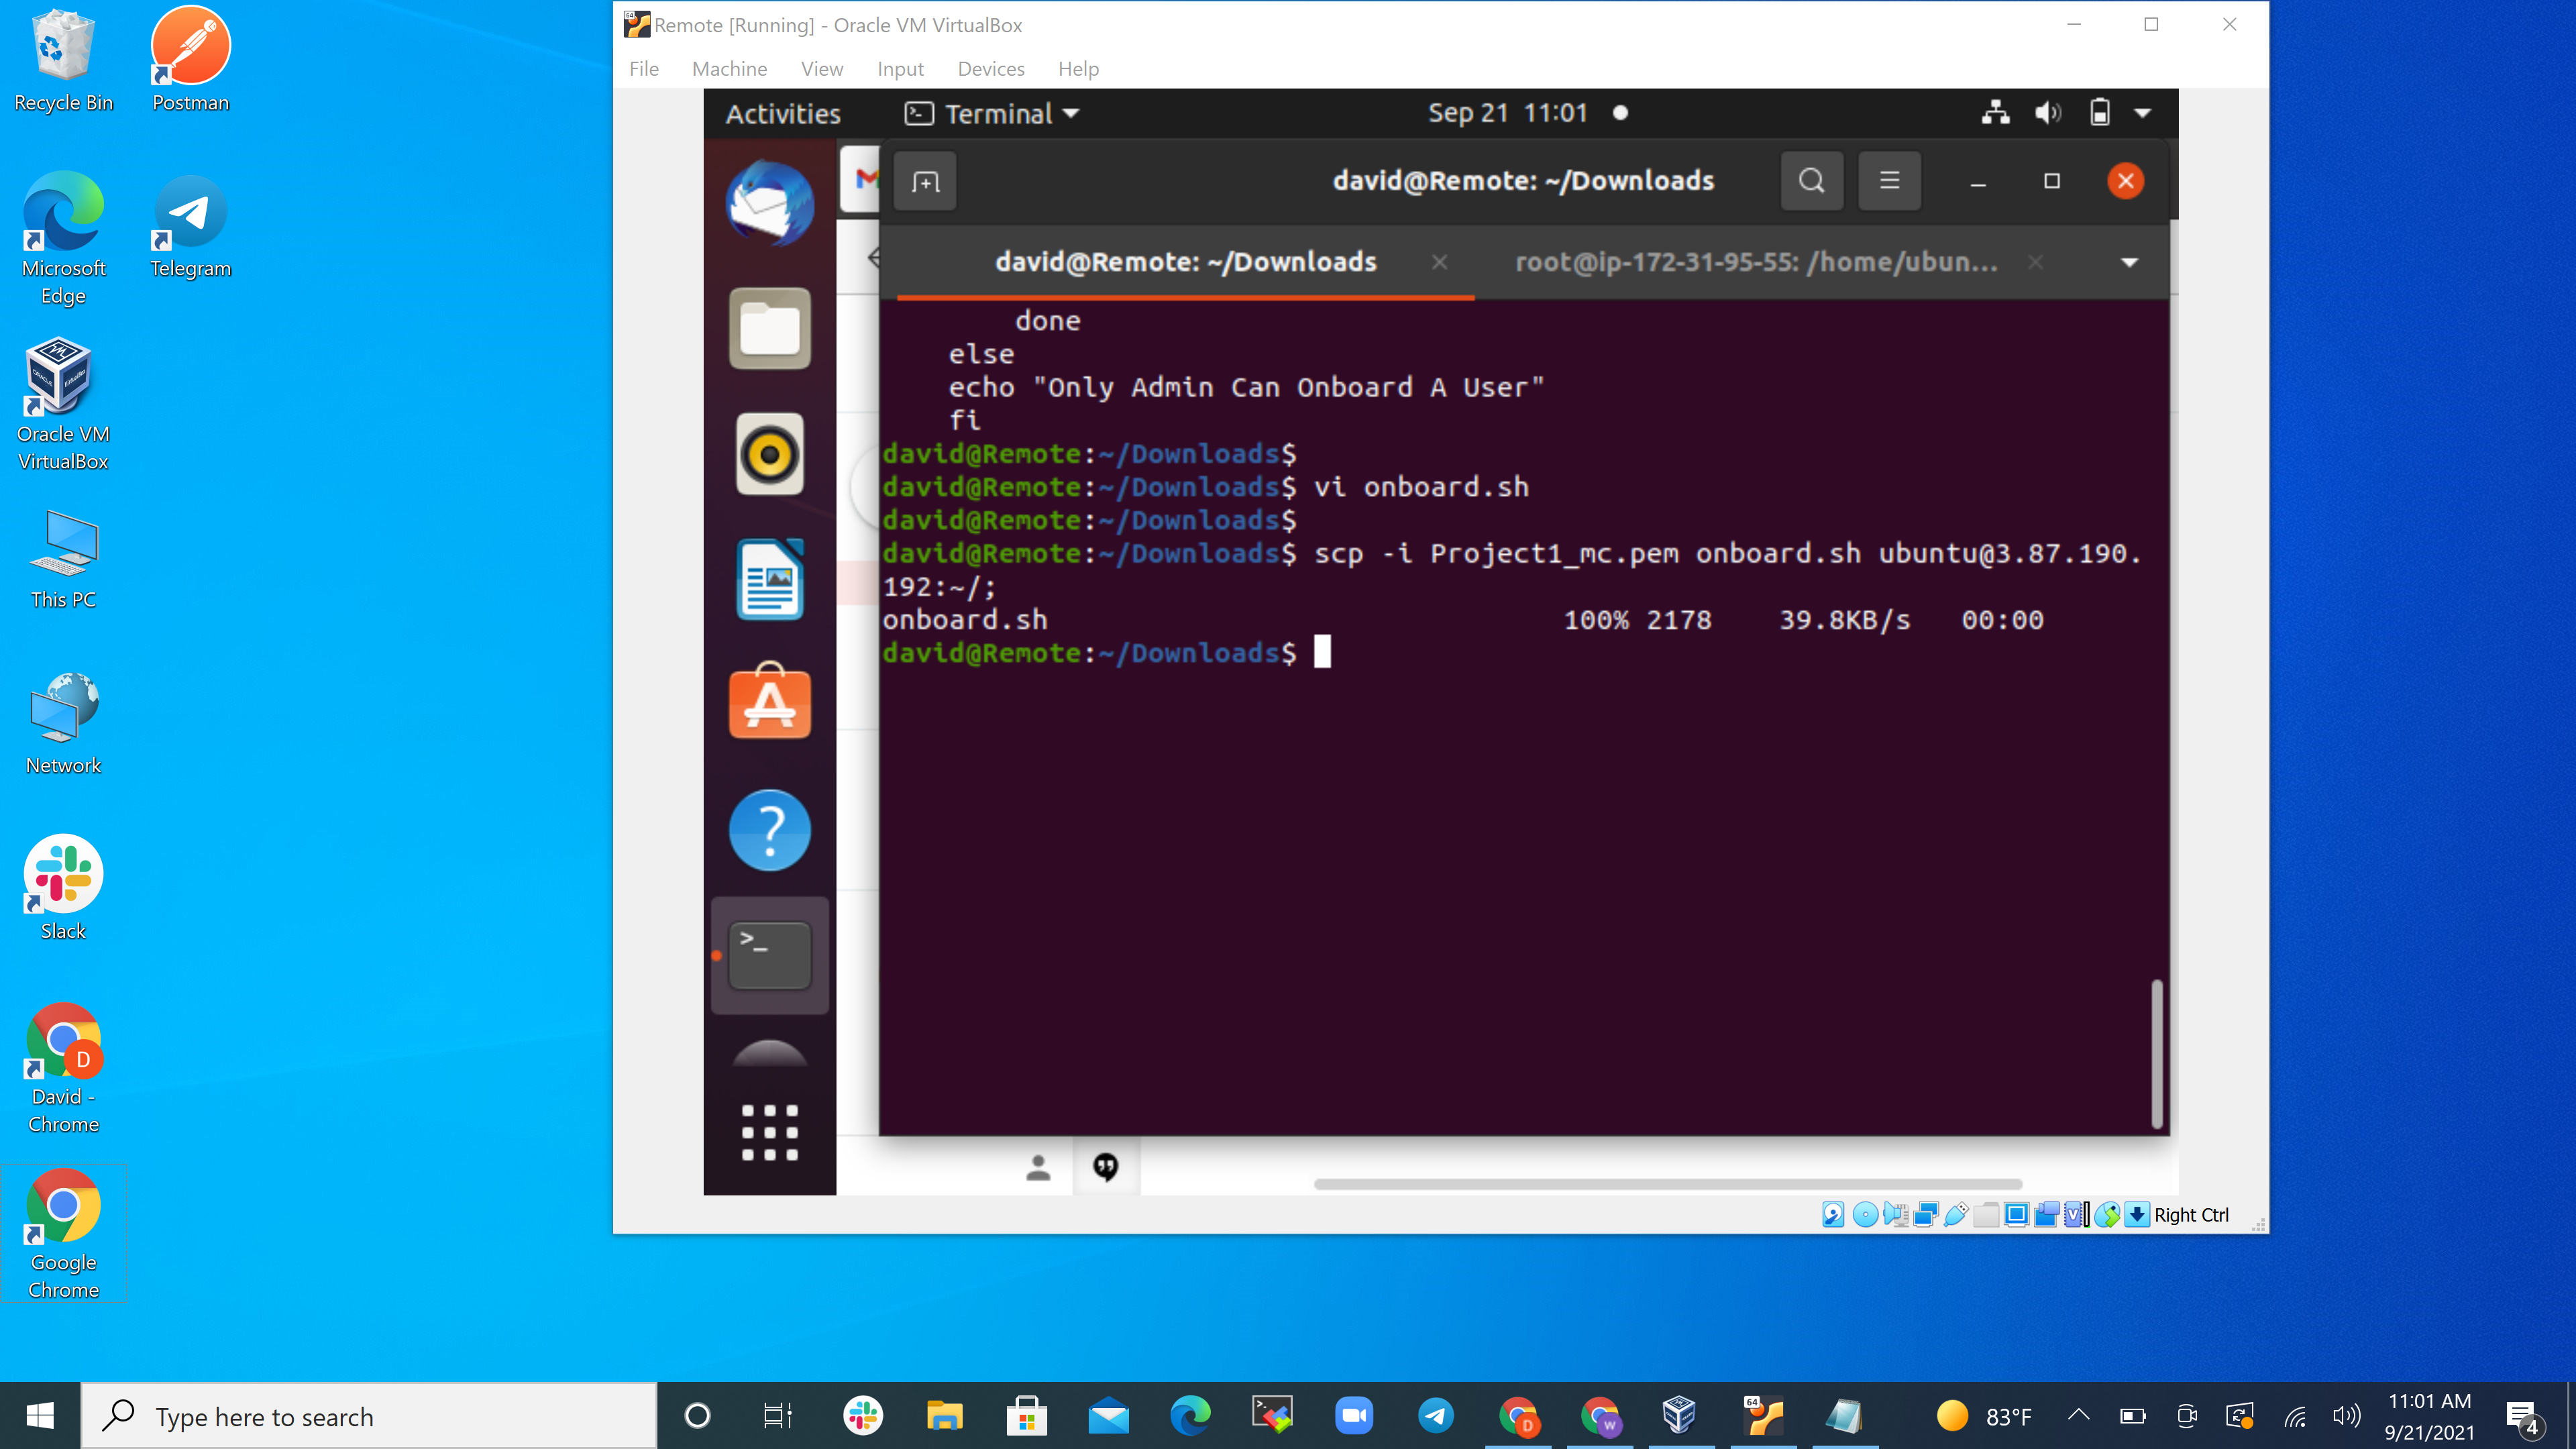 Recycle Bin
Postman
Microsoft
Edge
Telegram
Oracle VM
VirtualBox
This PC
Network
Slack
David -
Chrome
Google
Chrome
Remote [Running] - Oracle VM VirtualBox
File Machine View Input Devices Help
Activities Terminal Sep 21 11:01
david@Remote: ~/Downloads
david@Remote: ~/Downloads root@ip-172-31-95-55: /home/ubun...
done
else
echo "Only Admin Can Onboard A User"
fi
david@Remote:~/Downloads$
david@Remote:~/Downloads$ vi onboard.sh
david@Remote:~/Downloads$
david@Remote:~/Downloads$ scp -i Project1_mc.pem onboard.sh ubuntu@3.87.190.
192:~/;
onboard.sh 100% 2178 39.8KB/s 00:00
david@Remote:~/Downloads$
Right Ctrl
Type here to search
83°F
11:01 AM
9/21/2021
4